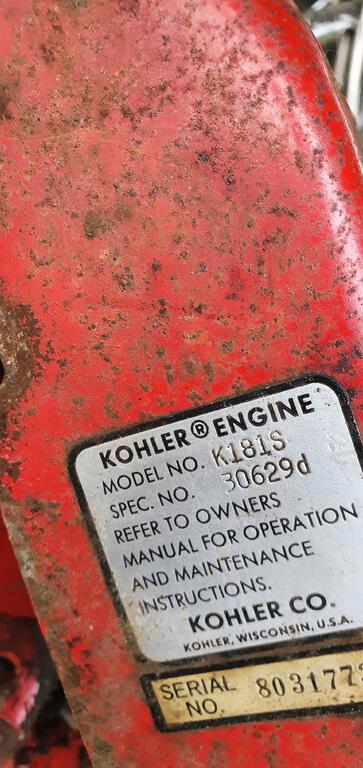 KOHLER® ENGINE
MODEL NO. K181S
SPEC. NO. 30629d
REFER TO OWNERS
MANUAL FOR OPERATION
AND MAINTENANCE
INSTRUCTIONS.
KOHLER CO.
KOHLER, WISCONSIN, U.S.A.
SERIAL NO. 803177